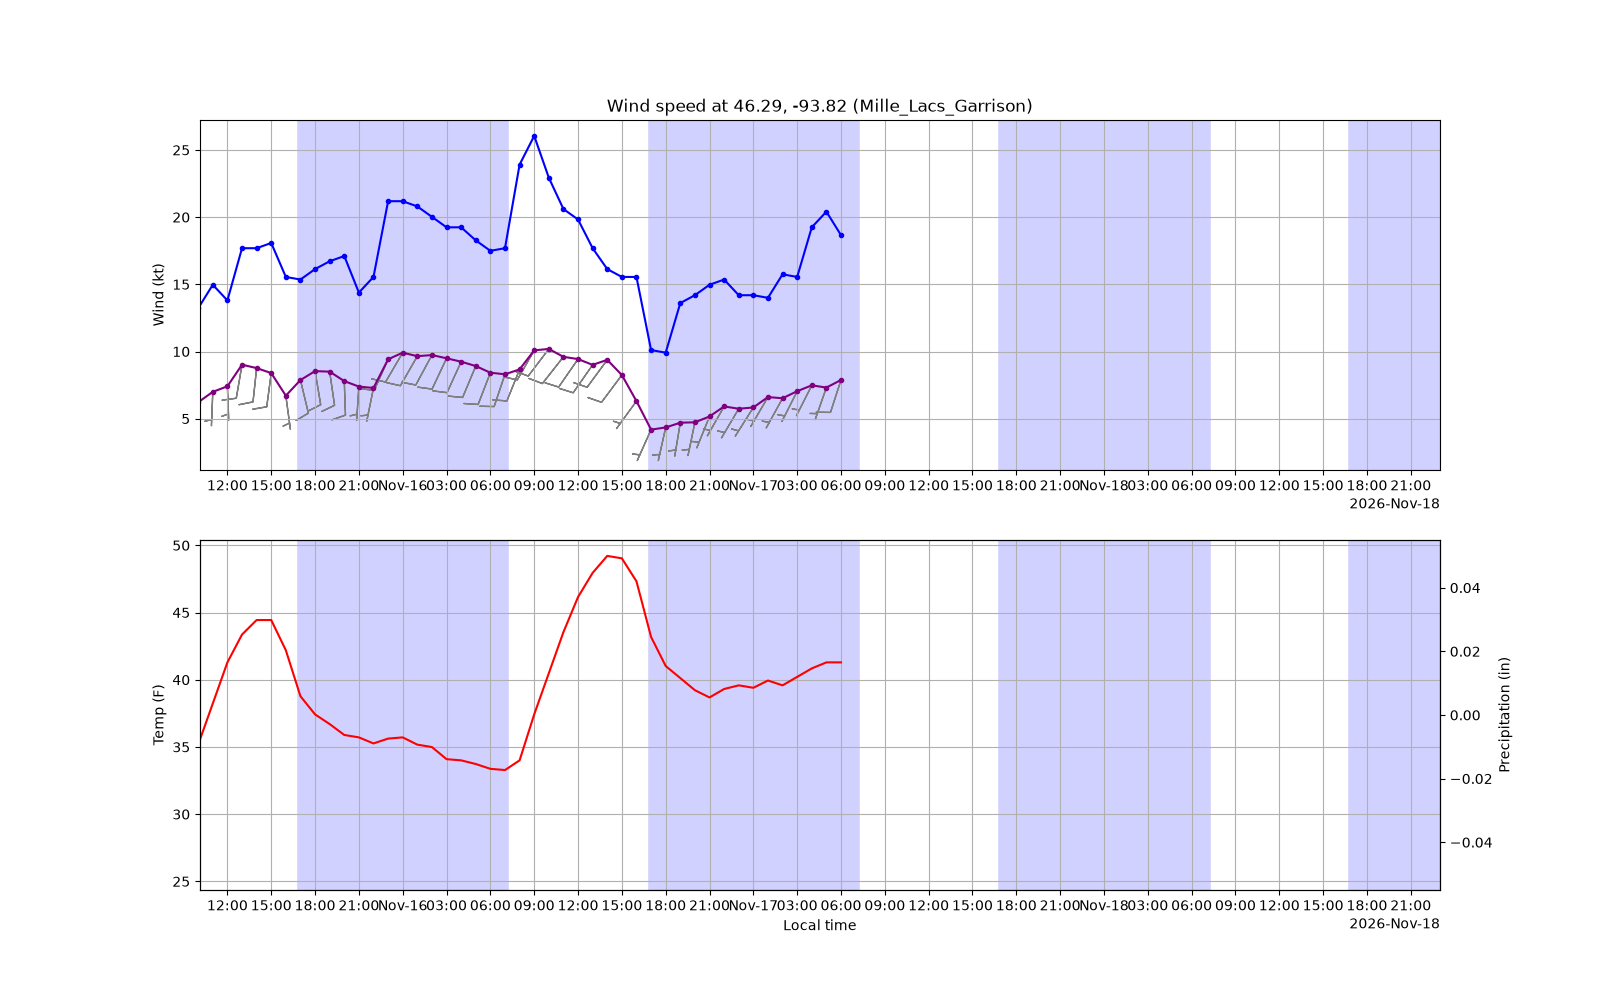 Wind speed at 46.29, -93.82 (Mille_Lacs_Garrison)
Wind (kt)
25
20
15
10
5
12:00 15:00 18:00 21:00 Nov-16 03:00 06:00 09:00 12:00 15:00 18:00 21:00 Nov-17 03:00 06:00 09:00 12:00 15:00 18:00 21:00 Nov-18 03:00 06:00 09:00 12:00 15:00 18:00 21:00
2026-Nov-18
Temp (F)
50
45
40
35
30
25
0.04
0.02
0.00
−0.02
−0.04
Precipitation (in)
12:00 15:00 18:00 21:00 Nov-16 03:00 06:00 09:00 12:00 15:00 18:00 21:00 Nov-17 03:00 06:00 09:00 12:00 15:00 18:00 21:00 Nov-18 03:00 06:00 09:00 12:00 15:00 18:00 21:00
Local time
2026-Nov-18